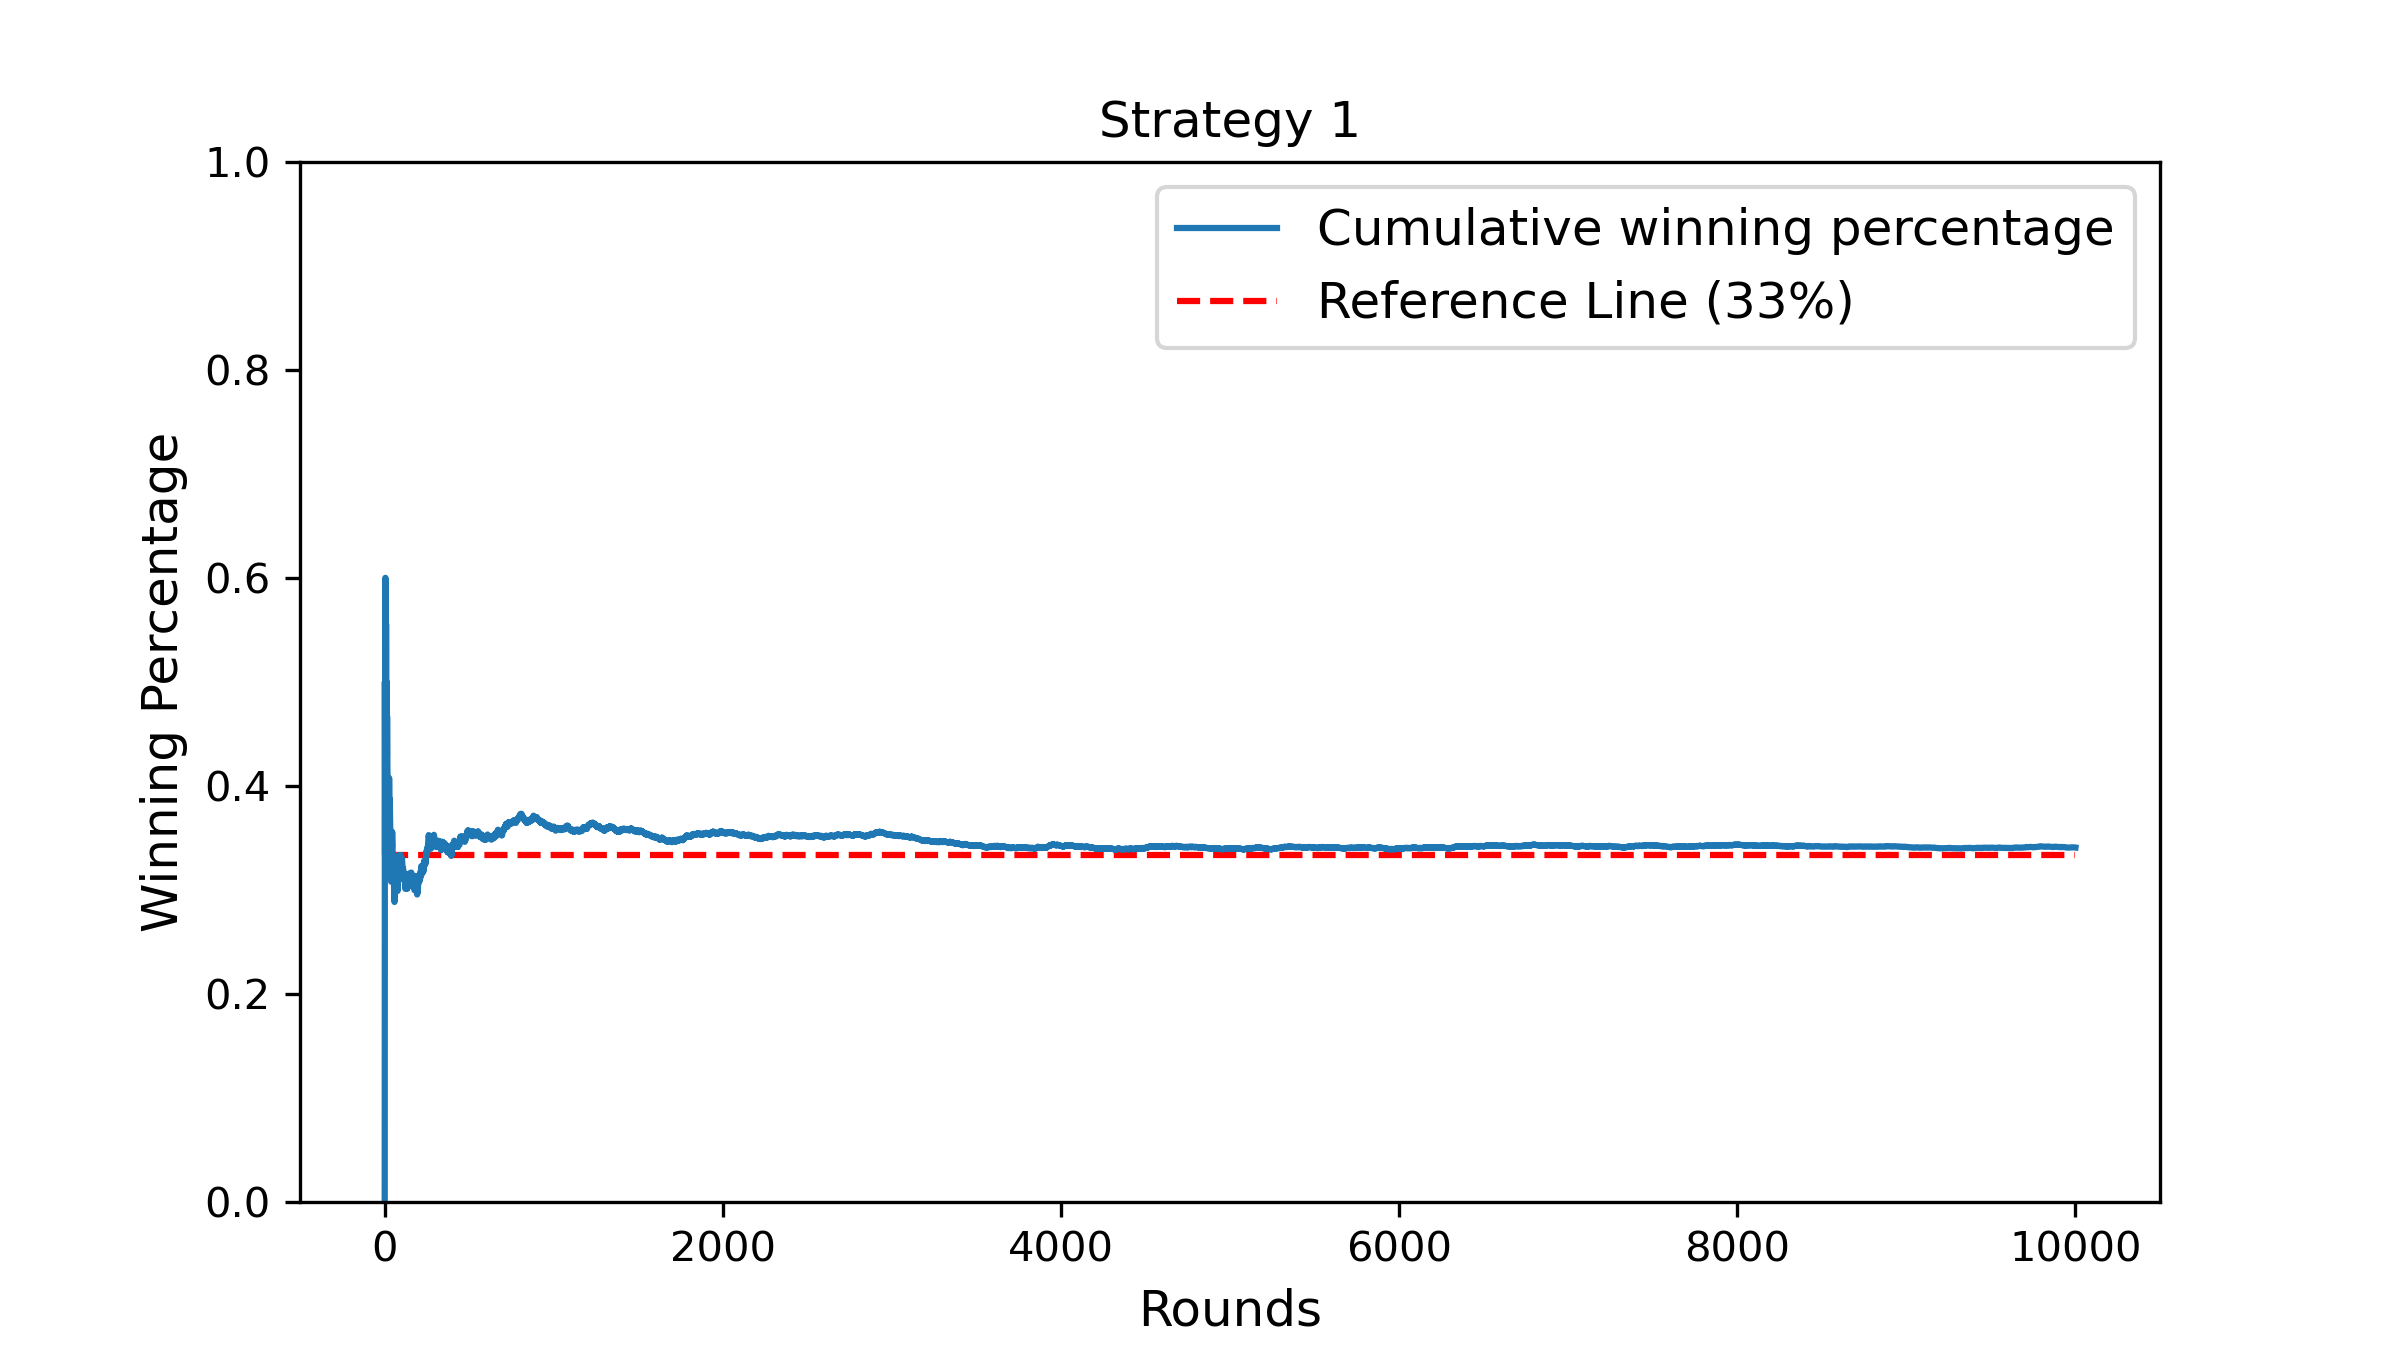 Strategy 1
Cumulative winning percentage
Reference Line (33%)
Winning Percentage
1.0
0.8
0.6
0.4
0.2
0.0
0 2000 4000 6000 8000 10000
Rounds